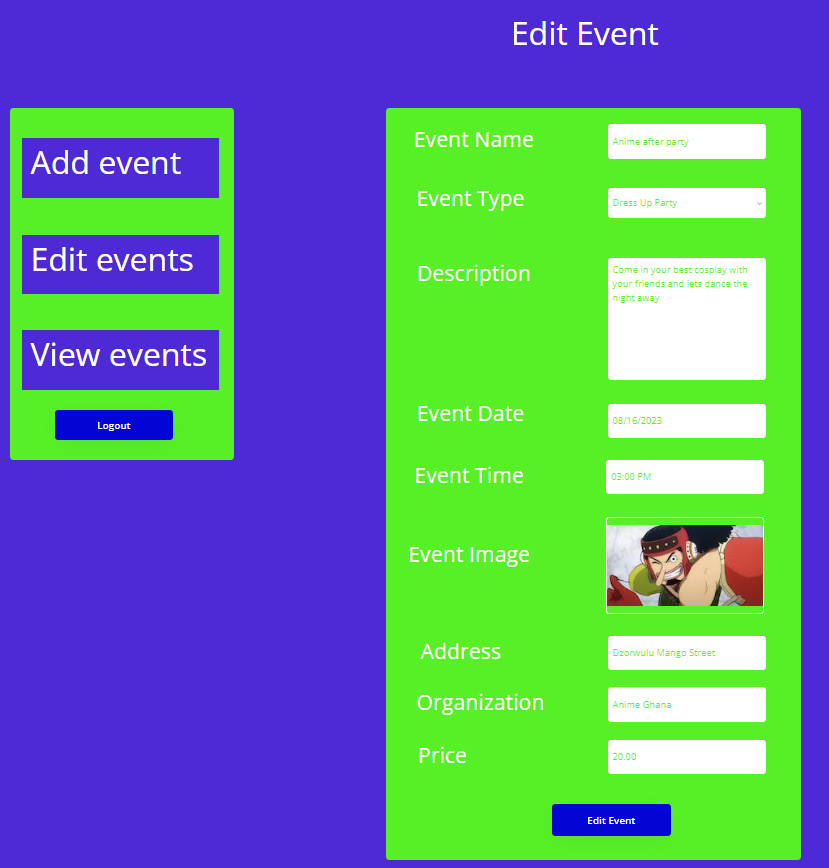 Edit Event
Add event
Edit events
View events
Logout
Event Name
Anime after party
Event Type
Dress Up Party
Description
Come in your best cosplay with
your friends and lets dance the
night away
Event Date
08/16/2023
Event Time
03:00 PM
Event Image
Address
Dzorwulu Mango Street
Organization
Anime Ghana
Price
20.00
Edit Event